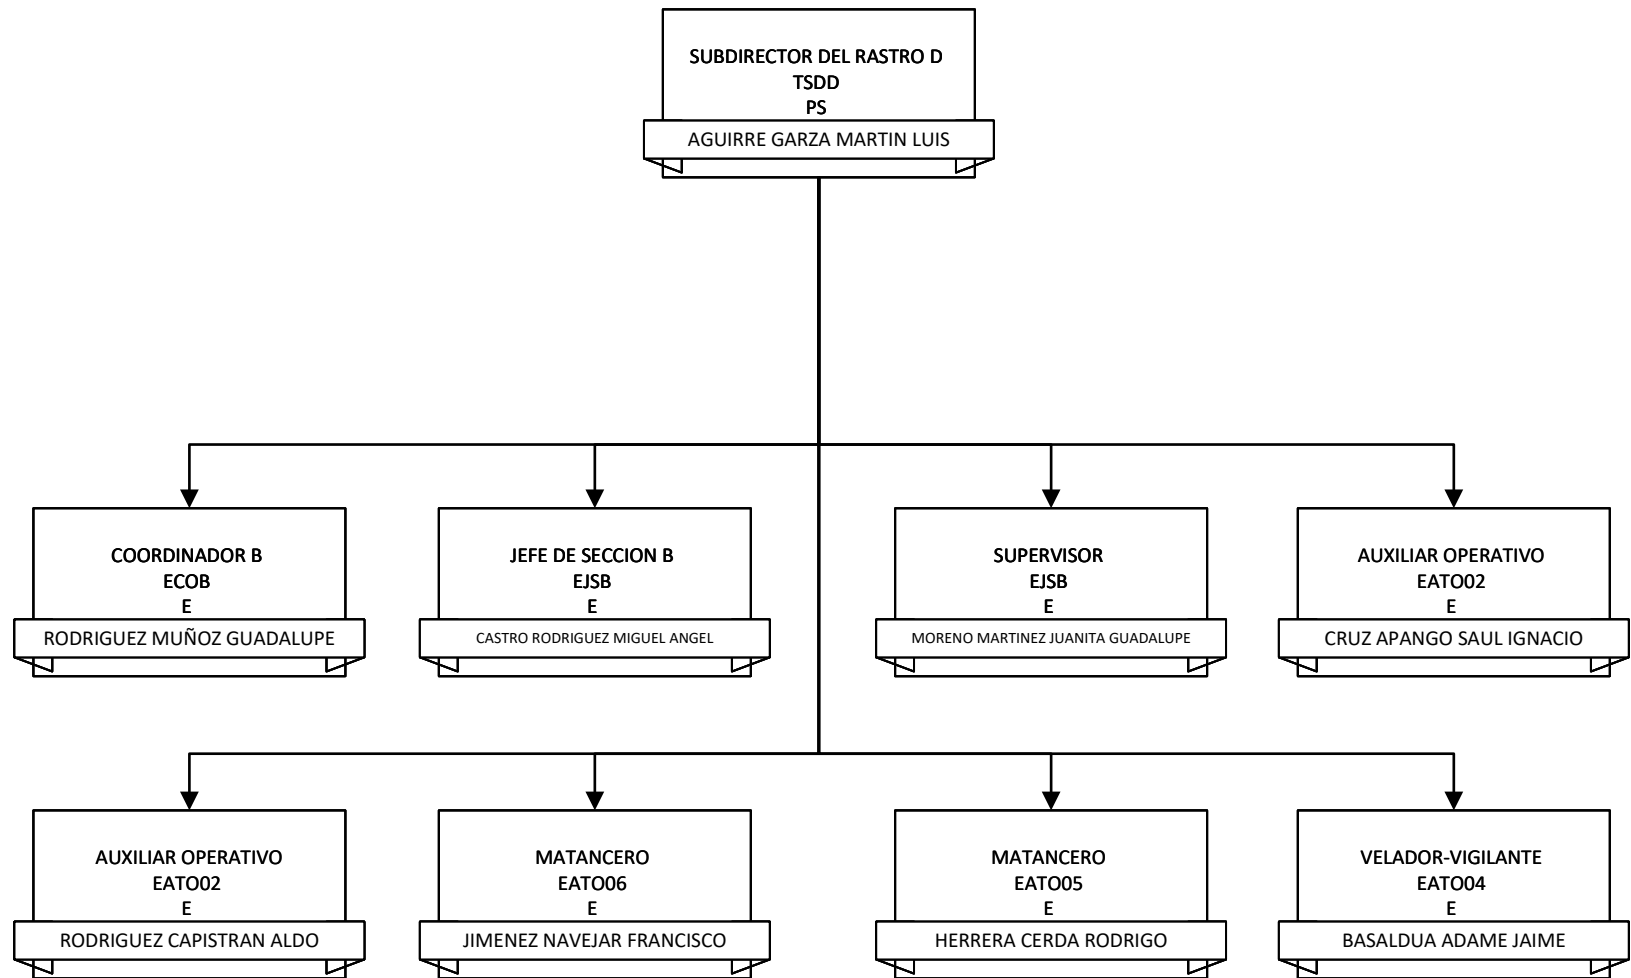 SUBDIRECTOR DEL RASTRO D
TSDD
PS
AGUIRRE GARZA MARTIN LUIS
COORDINADOR B
ECOB
E
RODRIGUEZ MUÑOZ GUADALUPE
JEFE DE SECCION B
EJSB
E
CASTRO RODRIGUEZ MIGUEL ANGEL
SUPERVISOR
EJSB
E
MORENO MARTINEZ JUANITA GUADALUPE
AUXILIAR OPERATIVO
EATO02
E
CRUZ APANGO SAUL IGNACIO
AUXILIAR OPERATIVO
EATO02
E
RODRIGUEZ CAPISTRAN ALDO
MATANCERO
EATO06
E
JIMENEZ NAVEJAR FRANCISCO
MATANCERO
EATO05
E
HERRERA CERDA RODRIGO
VELADOR-VIGILANTE
EATO04
E
BASALDUA ADAME JAIME